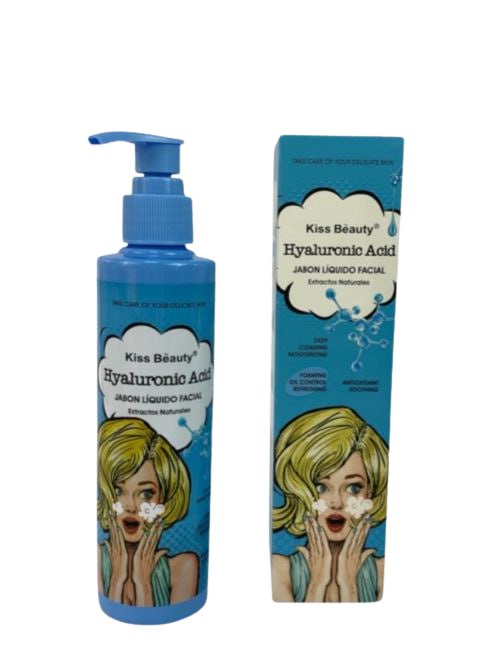 TAKE CARE OF YOUR DELICATE SKIN
Kiss Bèauty®
Hyaluronic Acid
JABON LÍQUIDO FACIAL
Extractos Naturales
TAKE CARE OF YOUR DELICATE SKIN
Kiss Bèauty®
Hyaluronic Acid
JABON LÍQUIDO FACIAL
Extractos Naturales
DEEP
CLEANING
MOISTURIZING
FOAMING
OIL CONTROL
REFRESHING
ANTIOXIDANT
SOOTHING